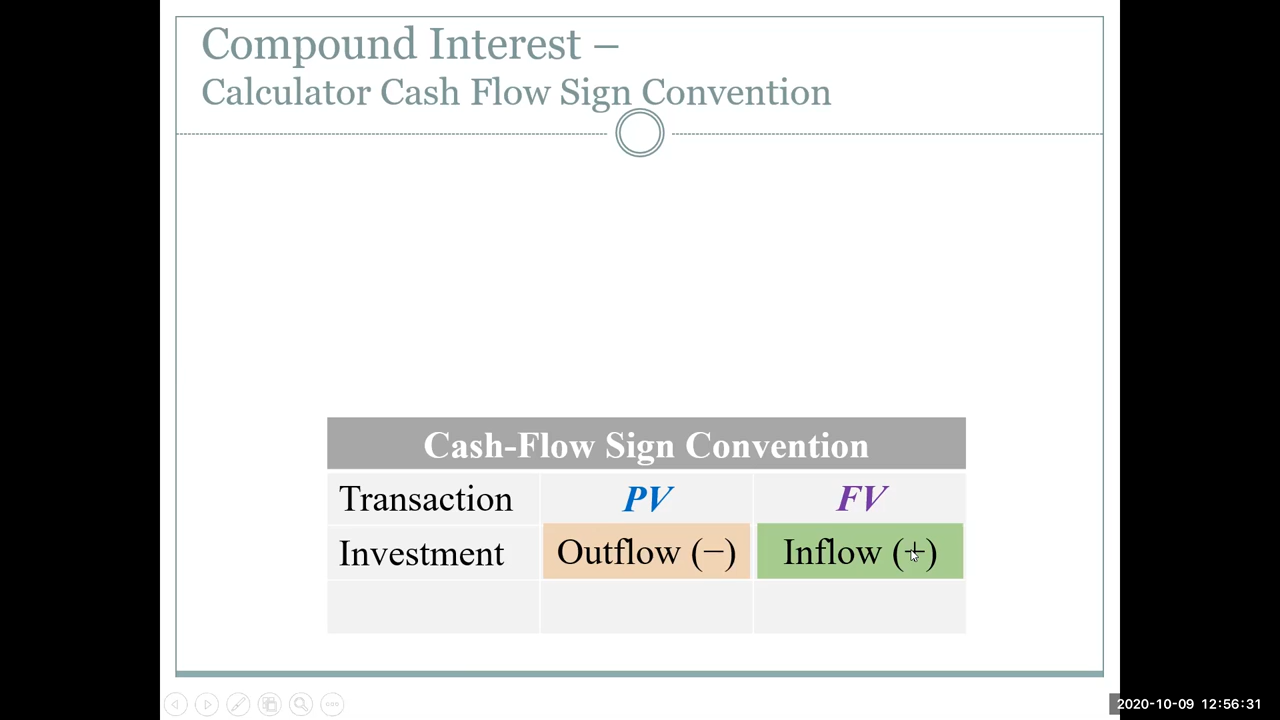 Compound Interest –
Calculator Cash Flow Sign Convention
Cash-Flow Sign Convention
Transaction PV FV
Investment Outflow (−) Inflow (+)
2020-10-09 12:56:31